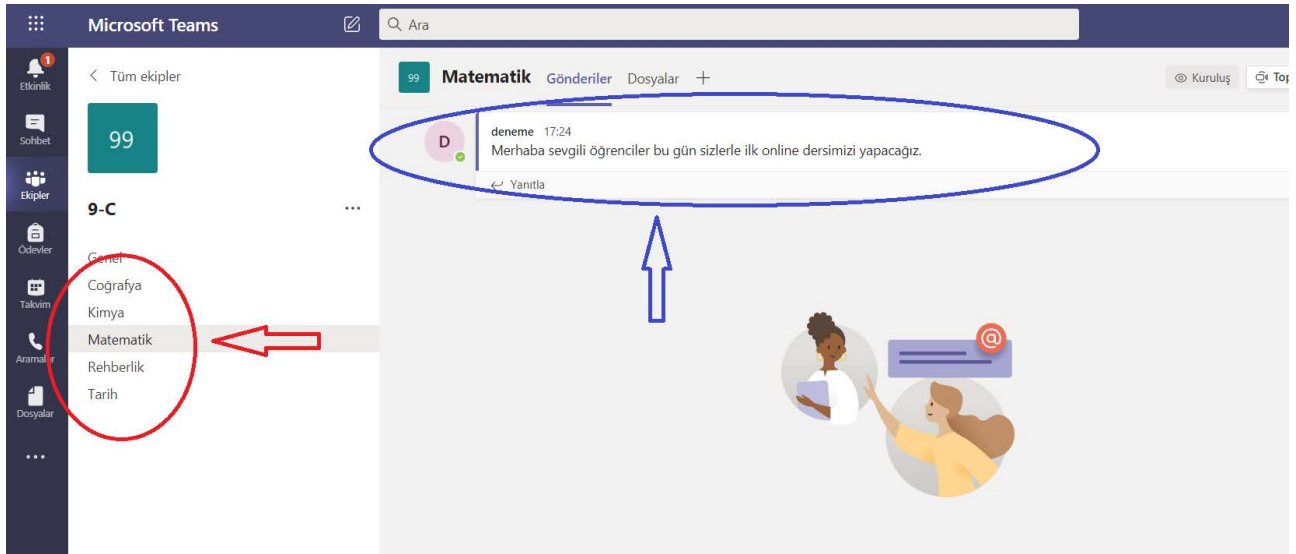 Microsoft Teams
Ara
1
Etkinlik
Sohbet
Ekipler
Ödevler
Takvim
Aramalar
Dosyalar
Tüm ekipler
99
9-C
Genel
Coğrafya
Kimya
Matematik
Rehberlik
Tarih
99 Matematik Gönderiler Dosyalar
Kuruluş
D
deneme 17:24
Merhaba sevgili öğrenciler bu gün sizlerle ilk online dersimizi yapacağız.
Yanıtla
@